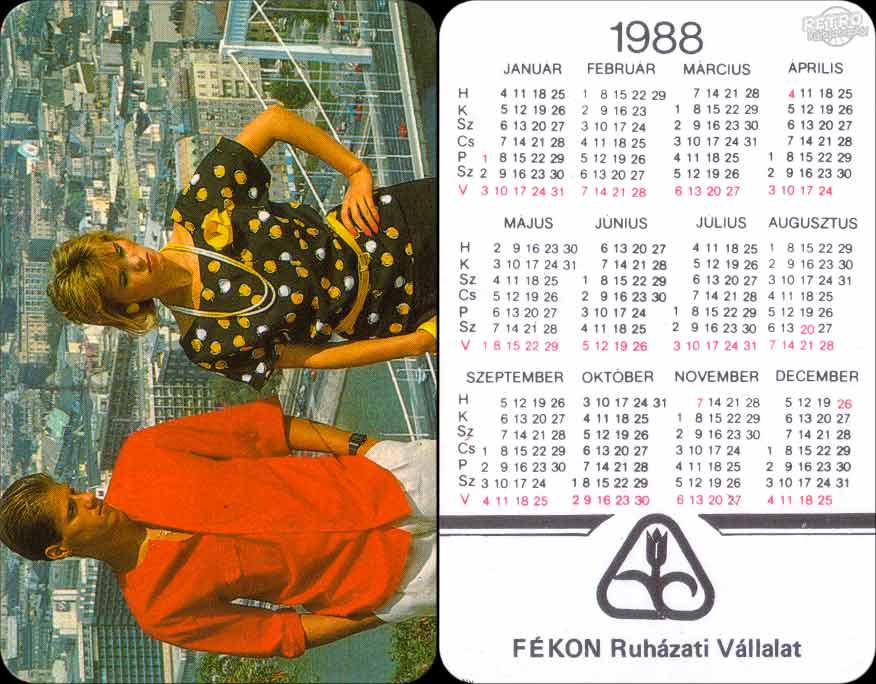 RETRO
1988
JANUÁR FEBRUÁR MÁRCIUS ÁPRILIS
H 4 11 18 25 1 8 15 22 29 7 14 21 28 4 11 18 25
K 5 12 19 26 2 9 16 23 1 8 15 22 29 5 12 19 26
Sz 6 13 20 27 3 10 17 24 2 9 16 23 30 6 13 20 27
Cs 7 14 21 28 4 11 18 25 3 10 17 24 31 7 14 21 28
P 1 8 15 22 29 5 12 19 26 4 11 18 25 1 8 15 22 29
Sz 2 9 16 23 30 6 13 20 27 5 12 19 26 2 9 16 23 30
V 3 10 17 24 31 7 14 21 28 6 13 20 27 3 10 17 24
MÁJUS JÚNIUS JÚLIUS AUGUSZTUS
H 2 9 16 23 30 6 13 20 27 4 11 18 25 1 8 15 22 29
K 3 10 17 24 31 7 14 21 28 5 12 19 26 2 9 16 23 30
Sz 4 11 18 25 1 8 15 22 29 6 13 20 27 3 10 17 24 31
Cs 5 12 19 26 2 9 16 23 30 7 14 21 28 4 11 18 25
P 6 13 20 27 3 10 17 24 1 8 15 22 29 5 12 19 26
Sz 7 14 21 28 4 11 18 25 2 9 16 23 30 6 13 20 27
V 1 8 15 22 29 5 12 19 26 3 10 17 24 31 7 14 21 28
SZEPTEMBER OKTÓBER NOVEMBER DECEMBER
H 5 12 19 26 3 10 17 24 31 7 14 21 28 5 12 19 26
K 6 13 20 27 4 11 18 25 1 8 15 22 29 6 13 20 27
Sz 7 14 21 28 5 12 19 26 2 9 16 23 30 7 14 21 28
Cs 1 8 15 22 29 6 13 20 27 3 10 17 24 1 8 15 22 29
P 2 9 16 23 30 7 14 21 28 4 11 18 25 2 9 16 23 30
Sz 3 10 17 24 1 8 15 22 29 5 12 19 26 3 10 17 24 31
V 4 11 18 25 2 9 16 23 30 6 13 20 27 4 11 18 25
FÉKON Ruházati Vállalat